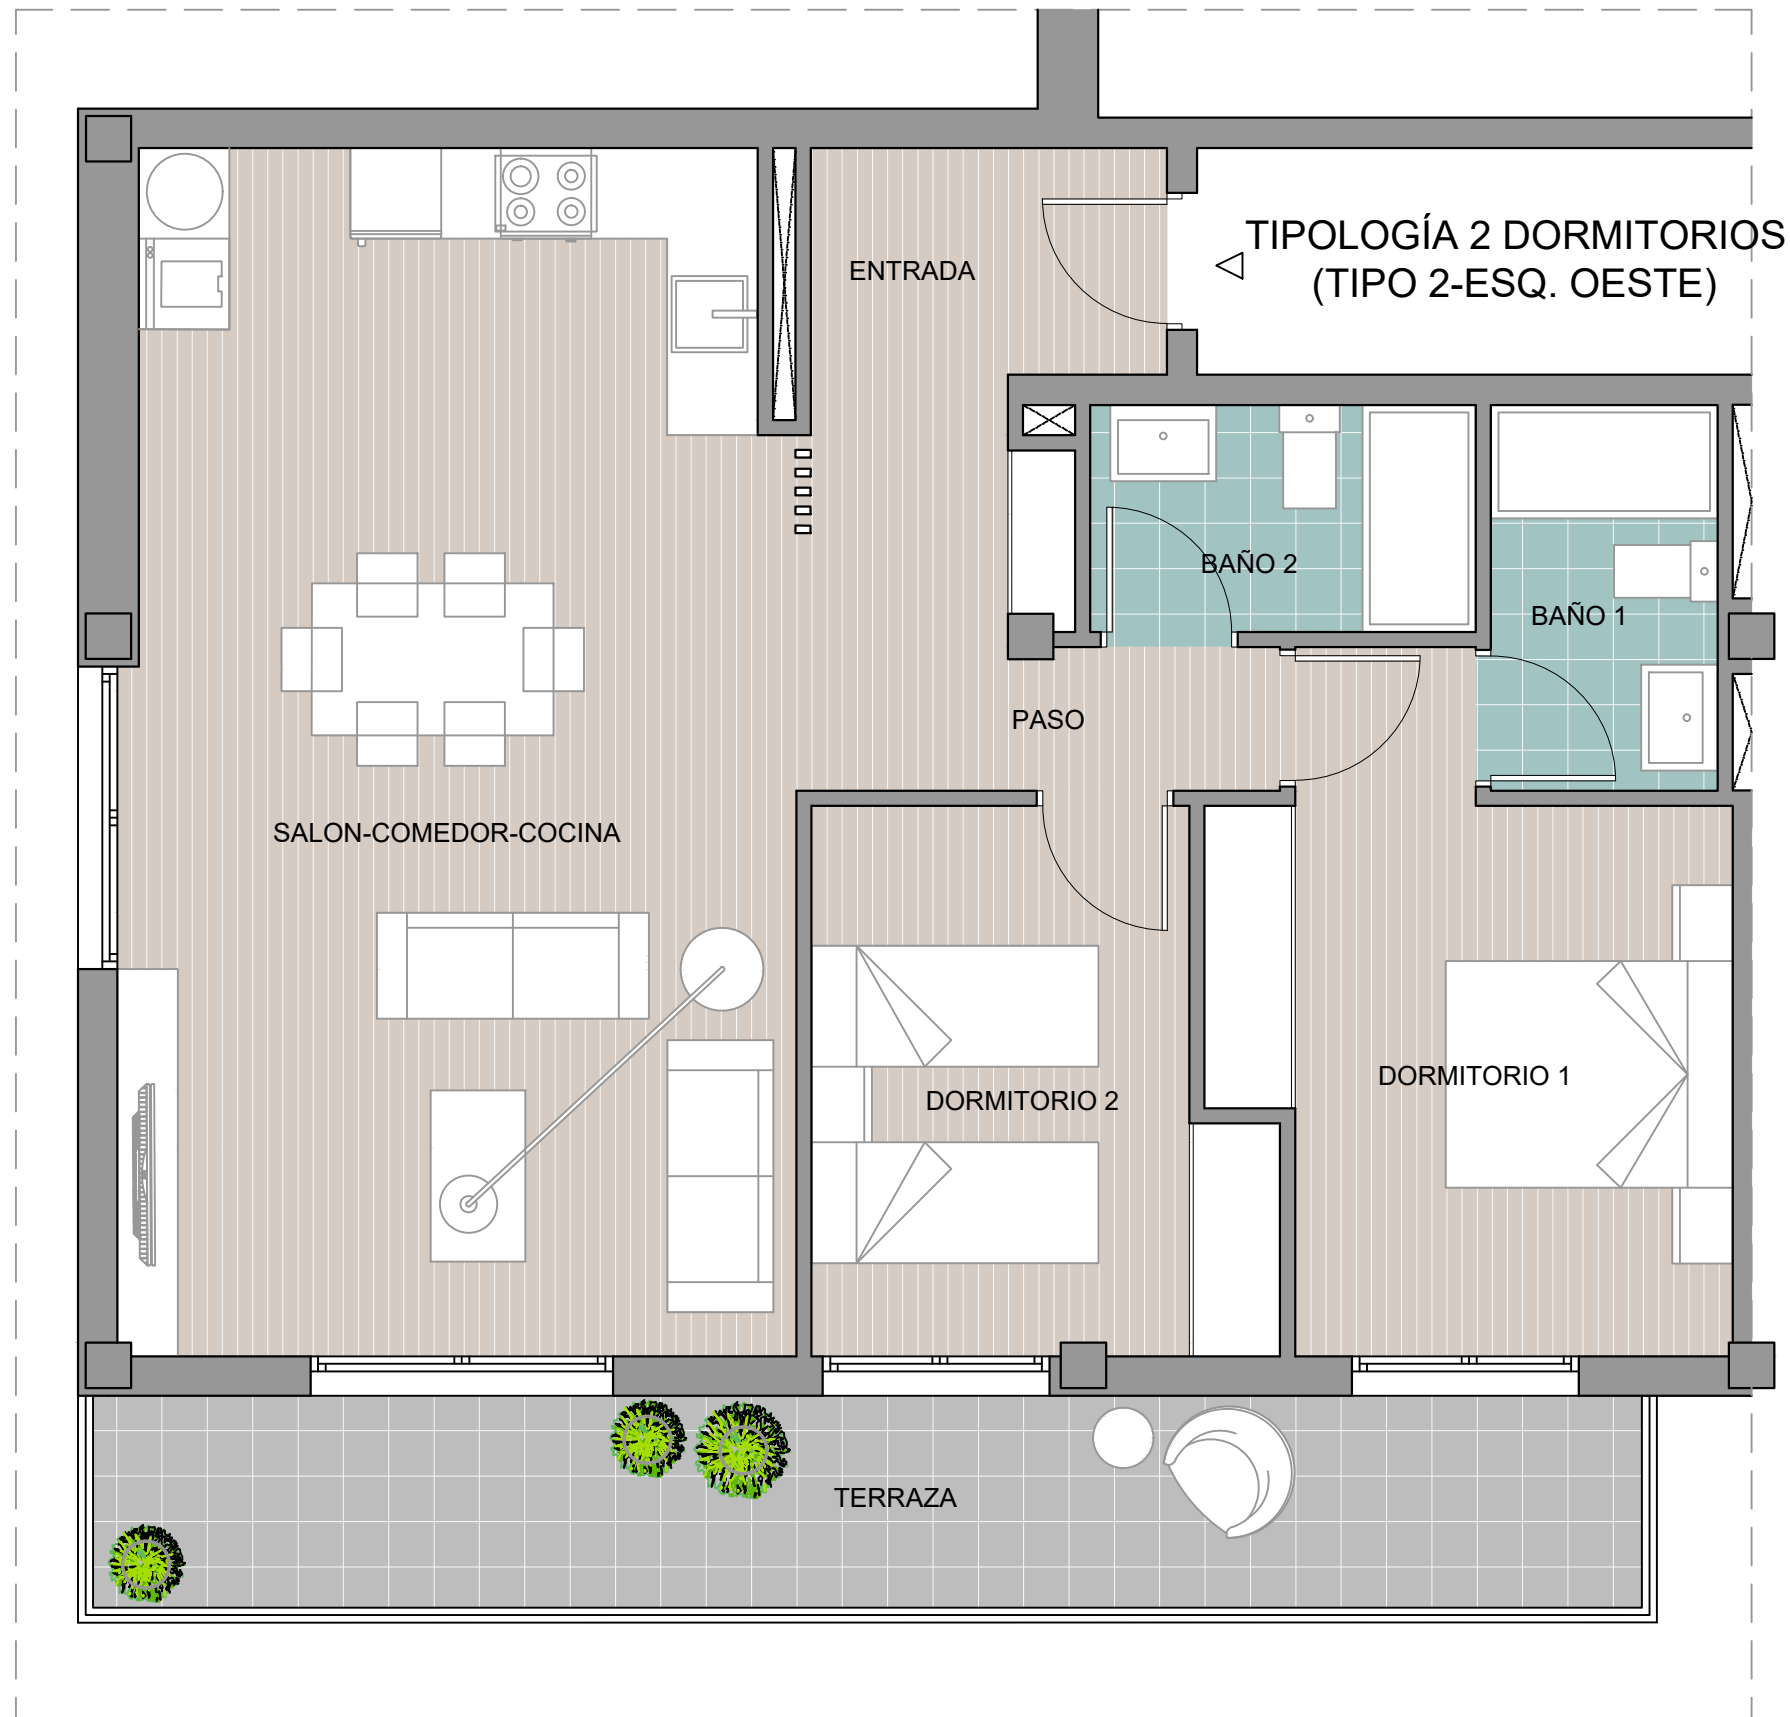 TIPOLOGÍA 2 DORMITORIOS
(TIPO 2-ESQ. OESTE)
ENTRADA
BAÑO 2
BAÑO 1
PASO
SALON-COMEDOR-COCINA
DORMITORIO 1
DORMITORIO 2
TERRAZA